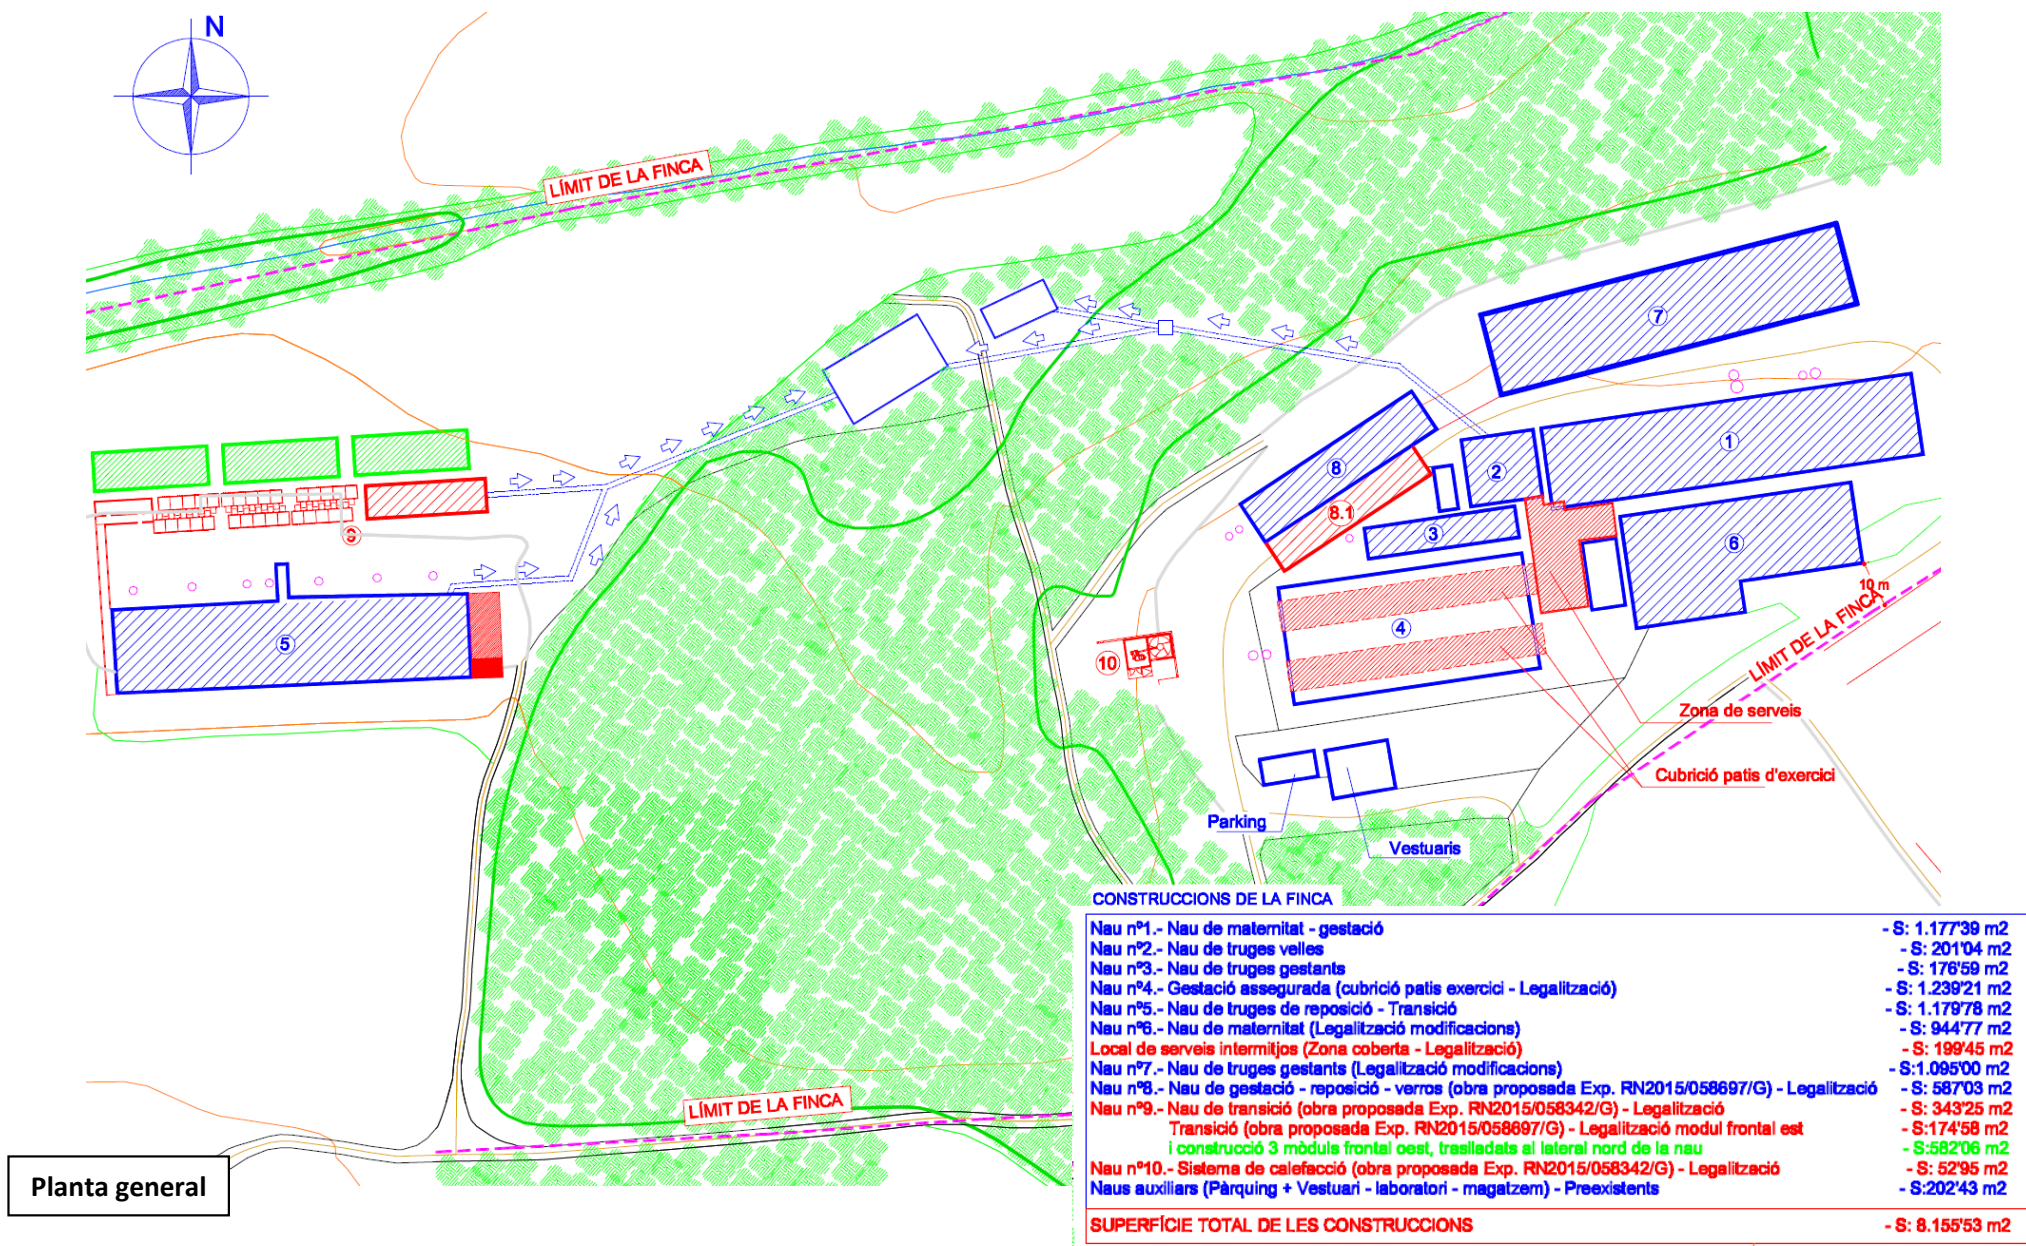 N
LÍMIT DE LA FINCA
7
1
8
2
8.1
3
6
9
10 m
4
5
LÍMIT DE LA FINCA
10
Zona de serveis
Cubrició patis d'exercici
Parking
Vestuaris
CONSTRUCCIONS DE LA FINCA
Nau nº1.- Nau de maternitat - gestació - S: 1.177'39 m2
Nau nº2.- Nau de truges velles - S: 201'04 m2
Nau nº3.- Nau de truges gestants - S: 176'59 m2
Nau nº4.- Gestació assegurada (cubrició patis exercici - Legalització) - S: 1.239'21 m2
Nau nº5.- Nau de truges de reposició - Transició - S: 1.179'78 m2
Nau nº6.- Nau de maternitat (Legalització modificacions) - S: 944'77 m2
Local de serveis intermitjos (Zona coberta - Legalització) - S: 199'45 m2
Nau nº7.- Nau de truges gestants (Legalització modificacions) - S:1.095'00 m2
Nau nº8.- Nau de gestació - reposició - verros (obra proposada Exp. RN2015/058697/G) - Legalització - S: 587'03 m2
Nau nº9.- Nau de transició (obra proposada Exp. RN2015/058342/G) - Legalització - S: 343'25 m2
Transició (obra proposada Exp. RN2015/058697/G) - Legalització modul frontal est - S:174'58 m2
i construcció 3 mòduls frontal oest, traslladats al lateral nord de la nau - S:582'06 m2
Nau nº10.- Sistema de calefacció (obra proposada Exp. RN2015/058342/G) - Legalització - S: 52'95 m2
Naus auxiliars (Pàrquing + Vestuari - laboratori - magatzem) - Preexistents - S:202'43 m2
SUPERFÍCIE TOTAL DE LES CONSTRUCCIONS - S: 8.155'53 m2
LÍMIT DE LA FINCA
Planta general